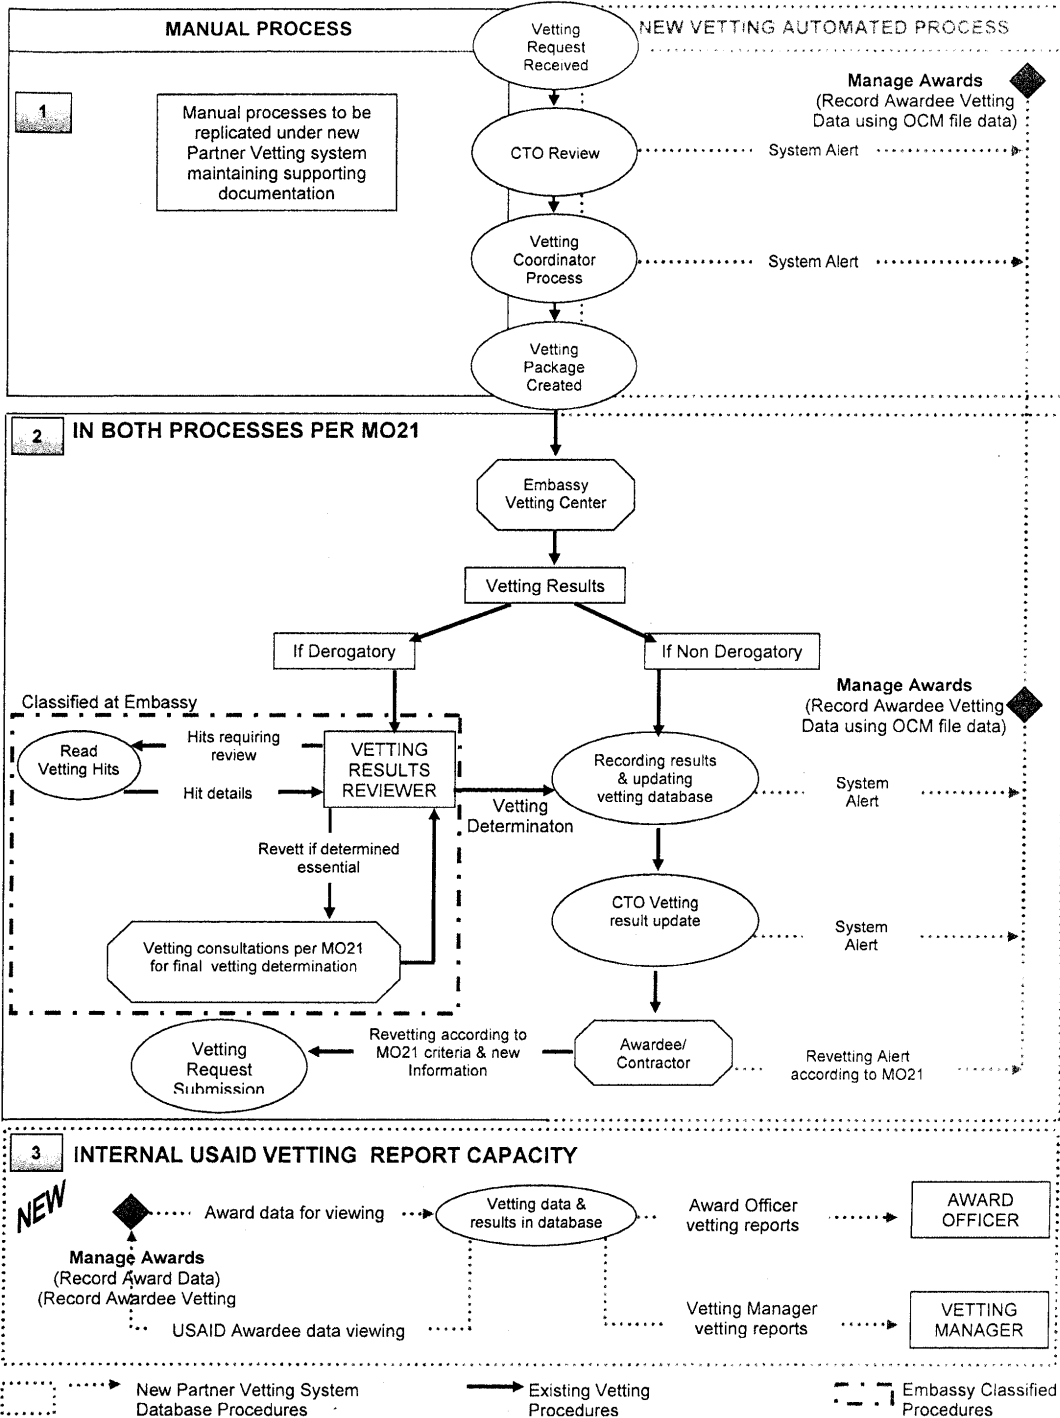 MANUAL PROCESS
Vetting
Request
Received
NEW VETTING AUTOMATED PROCESS
1
Manual processes to be
replicated under new
Partner Vetting system
maintaining supporting
documentation
Manage Awards
(Record Awardee Vetting
Data using OCM file data)
CTO Review
System Alert
Vetting
Coordinator
Process
System Alert
Vetting
Package
Created
2
IN BOTH PROCESSES PER MO21
Embassy
Vetting Center
Vetting Results
If Derogatory
If Non Derogatory
Classified at Embassy
Manage Awards
(Record Awardee Vetting
Data using OCM file data)
Read
Vetting Hits
Hits requiring
review
Hit details
VETTING
RESULTS
REVIEWER
Vetting
Determinaton
Recording results
& updating
vetting database
System
Alert
Revett if determined
essential
CTO Vetting
result update
System
Alert
Vetting consultations per MO21
for final vetting determination
Vetting
Request
Submission
Revetting according to
MO21 criteria & new
Information
Awardee/
Contractor
Revetting Alert
according to MO21
3
INTERNAL USAID VETTING REPORT CAPACITY
NEW
Award data for viewing
Vetting data &
results in database
Award Officer
vetting reports
AWARD
OFFICER
Manage Awards
(Record Award Data)
(Record Awardee Vetting
USAID Awardee data viewing
Vetting Manager
vetting reports
VETTING
MANAGER
New Partner Vetting System
Database Procedures
Existing Vetting
Procedures
Embassy Classified
Procedures